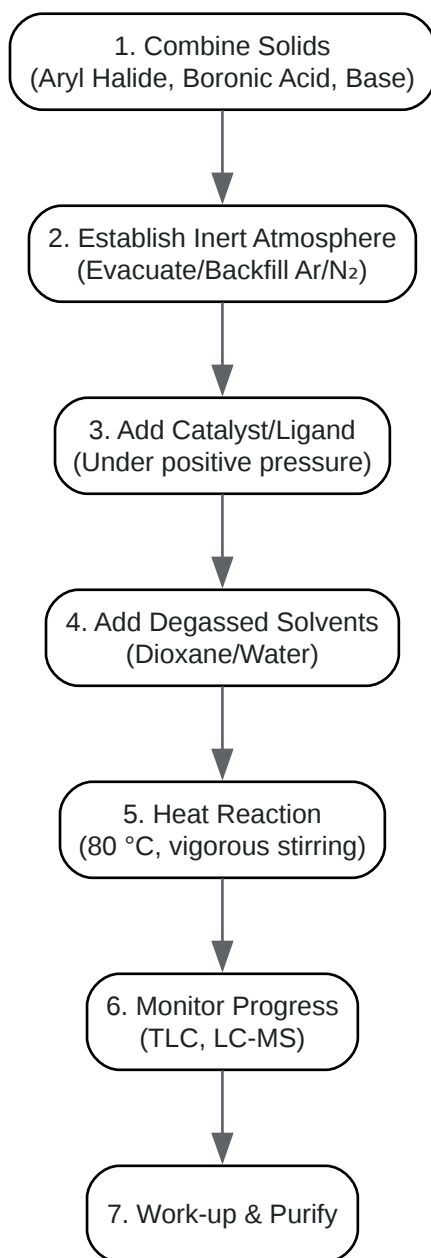 1. Combine Solids
(Aryl Halide, Boronic Acid, Base)
2. Establish Inert Atmosphere
(Evacuate/Backfill Ar/N₂)
3. Add Catalyst/Ligand
(Under positive pressure)
4. Add Degassed Solvents
(Dioxane/Water)
5. Heat Reaction
(80 °C, vigorous stirring)
6. Monitor Progress
(TLC, LC-MS)
7. Work-up & Purify